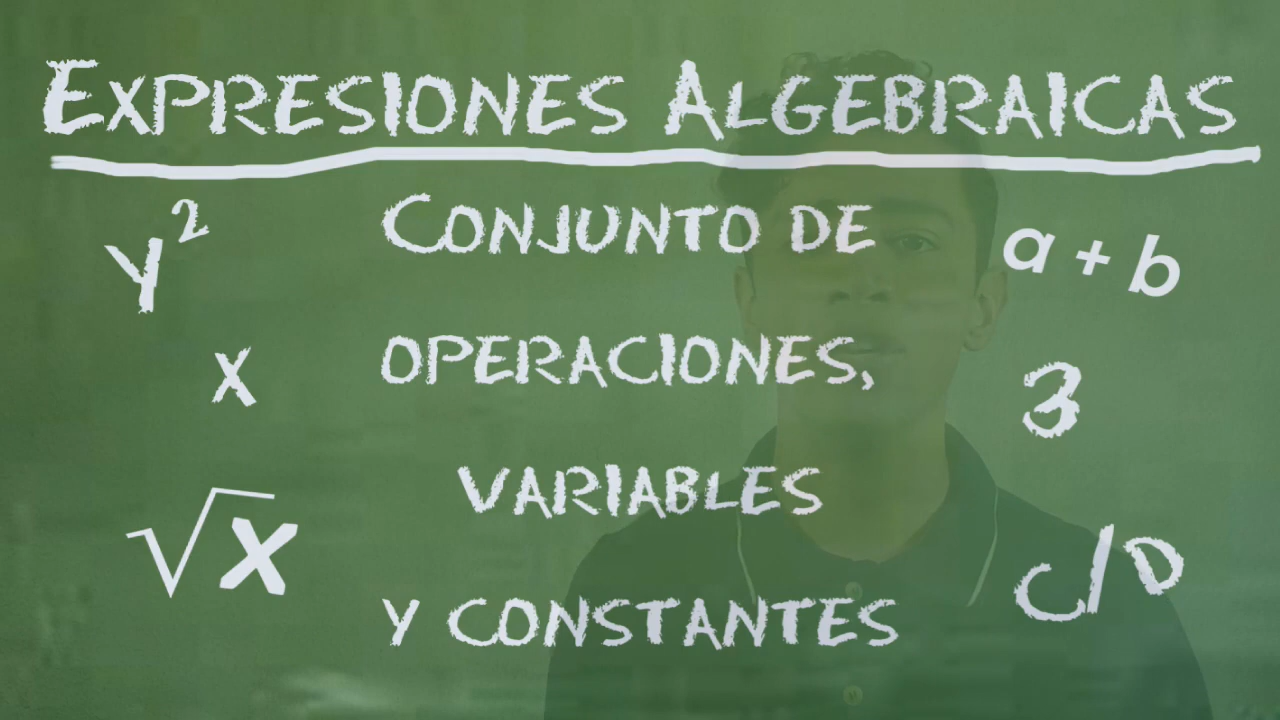 EXPRESIONES ALGEBRAICAS
y²
CONJUNTO DE
a + b
x
OPERACIONES,
3
√x
VARIABLES
C/D
Y CONSTANTES